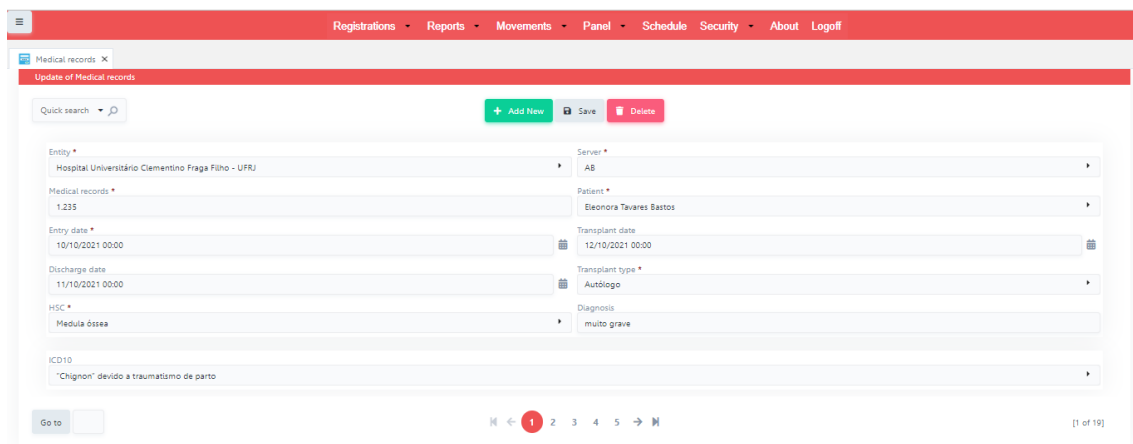 Registrations Reports Movements Panel Schedule Security About Logoff
Medical records X
Update of Medical records
Quick search + Add New Save Delete
Entity * Server *
Hospital Universitário Clementino Fraga Filho - UFRJ AB
Medical records * Patient *
1.235 Eleonora Tavares Bastos
Entry date * Transplant date
10/10/2021 00:00 12/10/2021 00:00
Discharge date Transplant type *
11/10/2021 00:00 Autólogo
HSC * Diagnosis
Medula óssea muito grave
ICD10
"Chignon" devido a traumatismo de parto
Go to 1 2 3 4 5 [1 of 19]